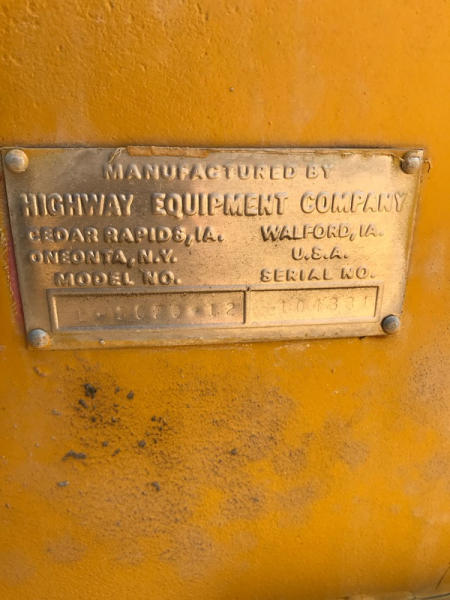 MANUFACTURED BY
HIGHWAY EQUIPMENT COMPANY
CEDAR RAPIDS, IA. WALFORD, IA.
ONEONTA, N.Y. U.S.A.
MODEL NO. SERIAL NO.